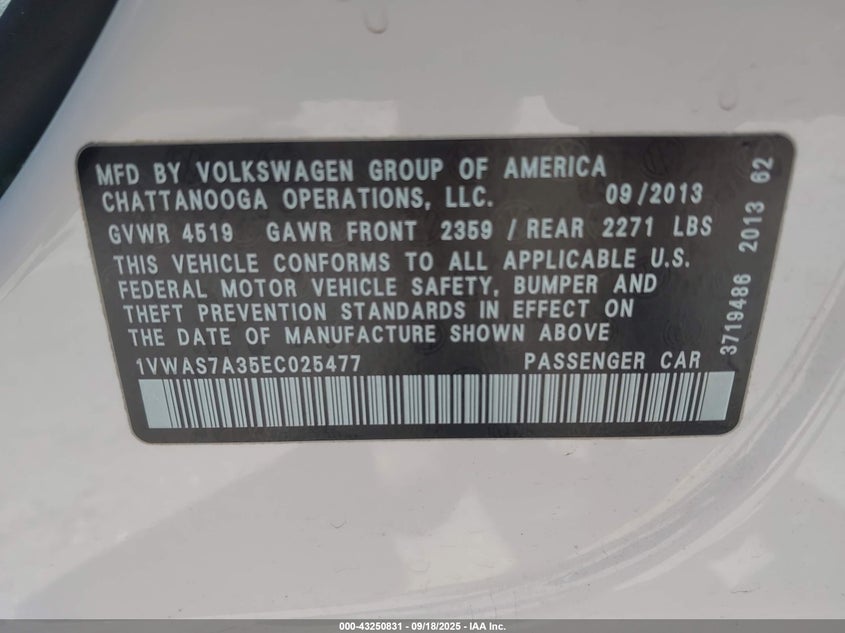 MFD BY VOLKSWAGEN GROUP OF AMERICA
CHATTANOOGA OPERATIONS, LLC. 09/2013
GVWR 4519 GAWR FRONT 2359 / REAR 2271 LBS
THIS VEHICLE CONFORMS TO ALL APPLICABLE U.S.
FEDERAL MOTOR VEHICLE SAFETY, BUMPER AND
THEFT PREVENTION STANDARDS IN EFFECT ON
THE DATE OF MANUFACTURE SHOWN ABOVE
1VWAS7A35EC025477 PASSENGER CAR
3719486 2013 62
000-43250831 - 09/18/2025 - IAA Inc.